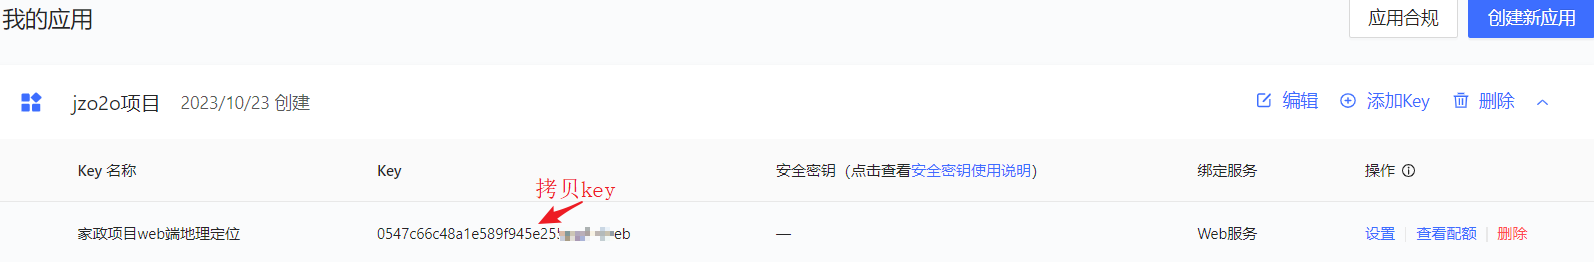 我的应用
应用合规 创建新应用
jzo2o项目 2023/10/23 创建 编辑 添加Key 删除
Key 名称 Key 安全密钥（点击查看安全密钥使用说明） 绑定服务 操作
拷贝key
家政项目web端地理定位 — Web服务 设置 查看配额 删除